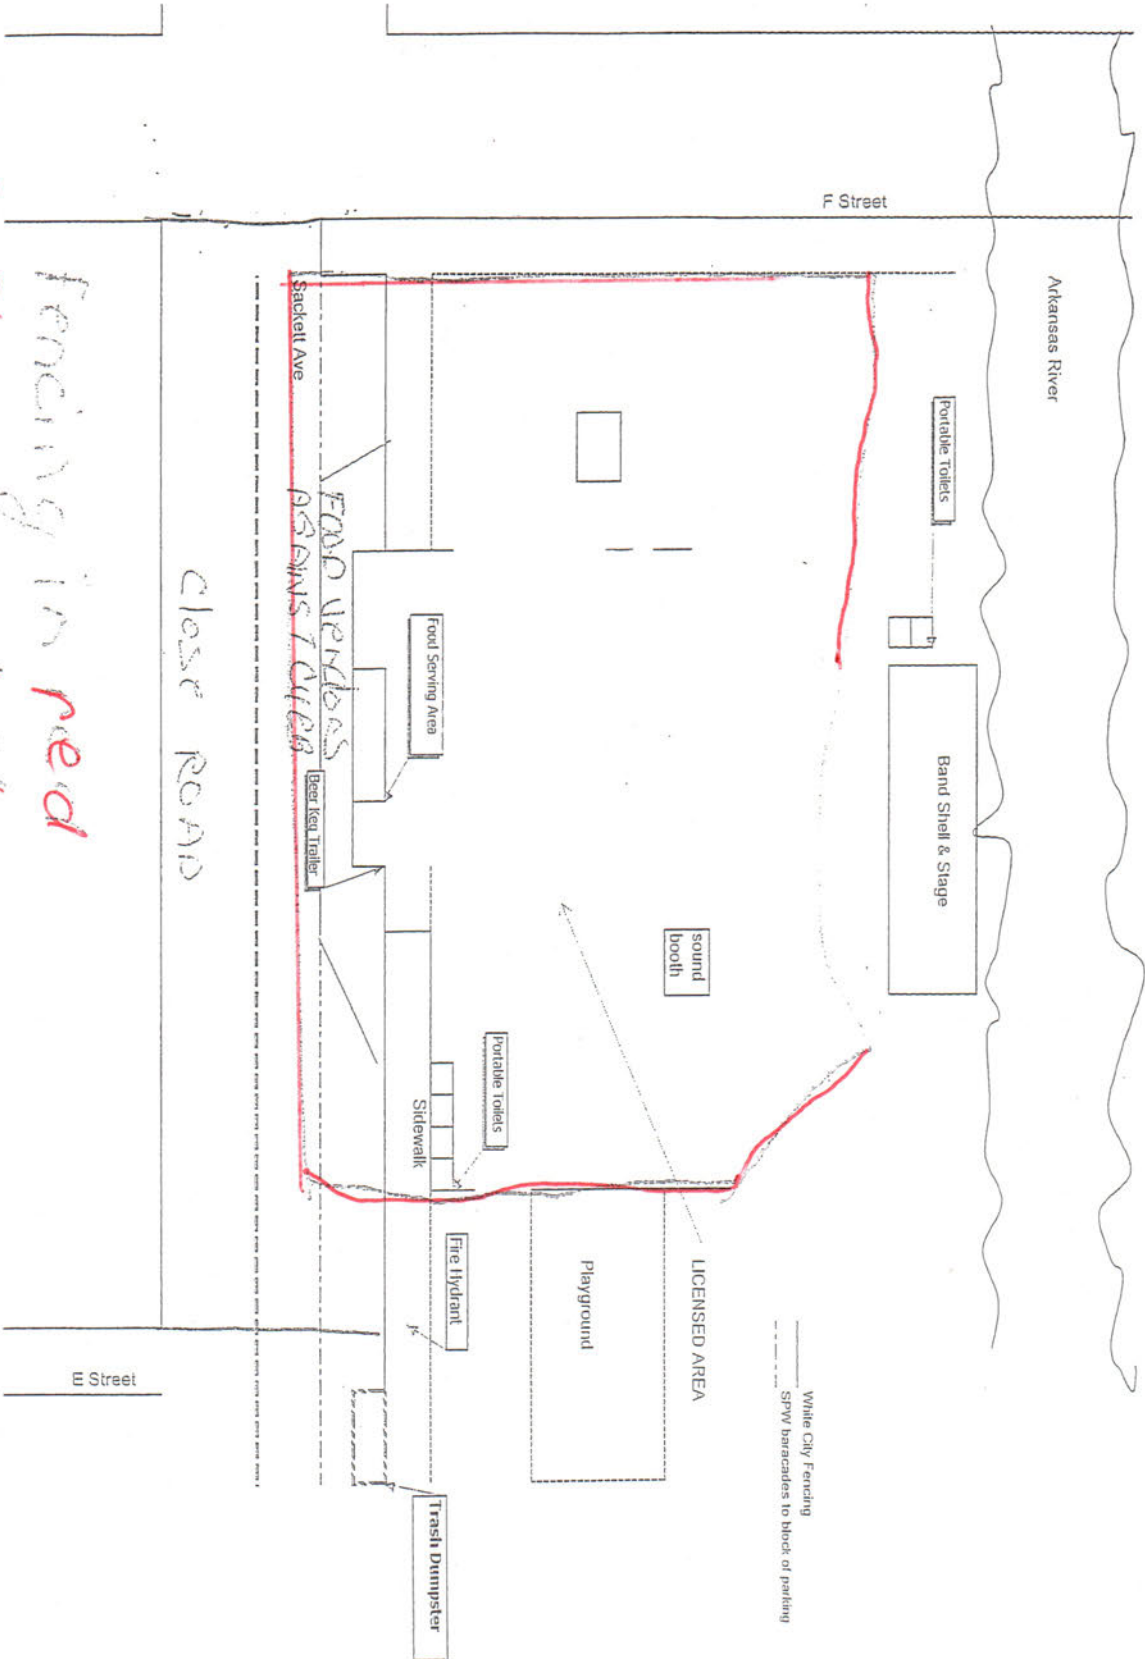 Arkansas River
F Street
Portable Toilets
Band Shell & Stage
sound
booth
LICENSED AREA
White City Fencing
SPW baracades to block of parking
Playground
Portable Toilets
Sidewalk
Fire Hydrant
Trash Dumpster
Food Serving Area
Beer Keg Trailer
FOOD VENDORS
AGAINST CURB
Sackett Ave
CLOSE ROAD
E Street
Fencing in red